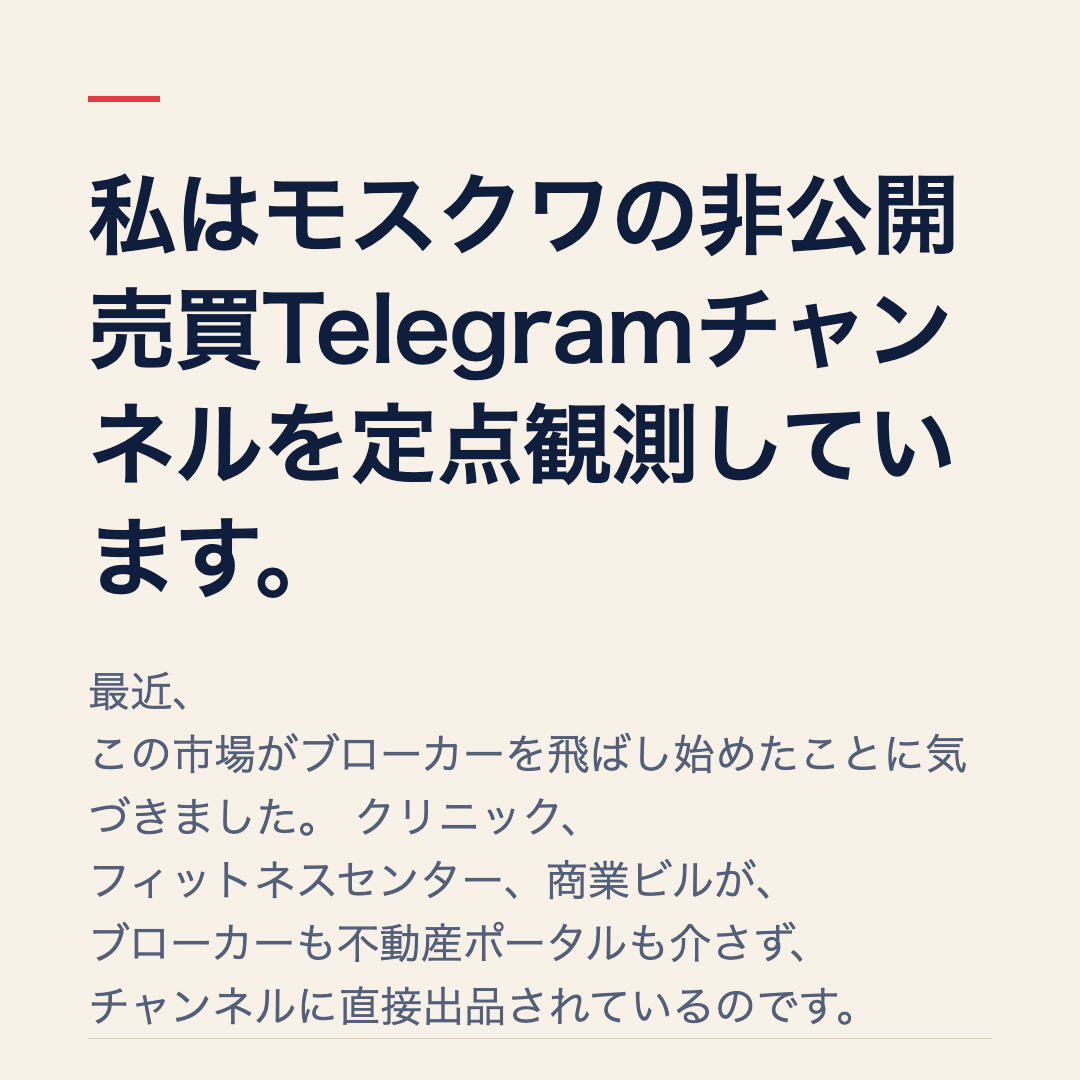 私はモスクワの非公開
売買Telegramチャン
ネルを定点観測してい
ます。
最近、
この市場がブローカーを飛ばし始めたことに気
づきました。 クリニック、
フィットネスセンター、商業ビルが、
ブローカーも不動産ポータルも介さず、
チャンネルに直接出品されているのです。